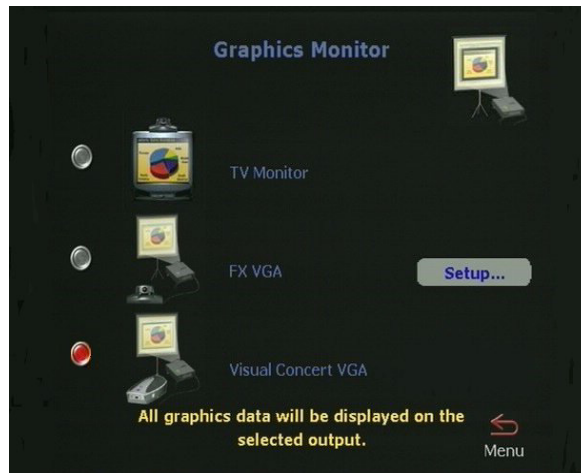 Graphics Monitor
TV Monitor
FX VGA
Setup...
Visual Concert VGA
All graphics data will be displayed on the
selected output.
Menu